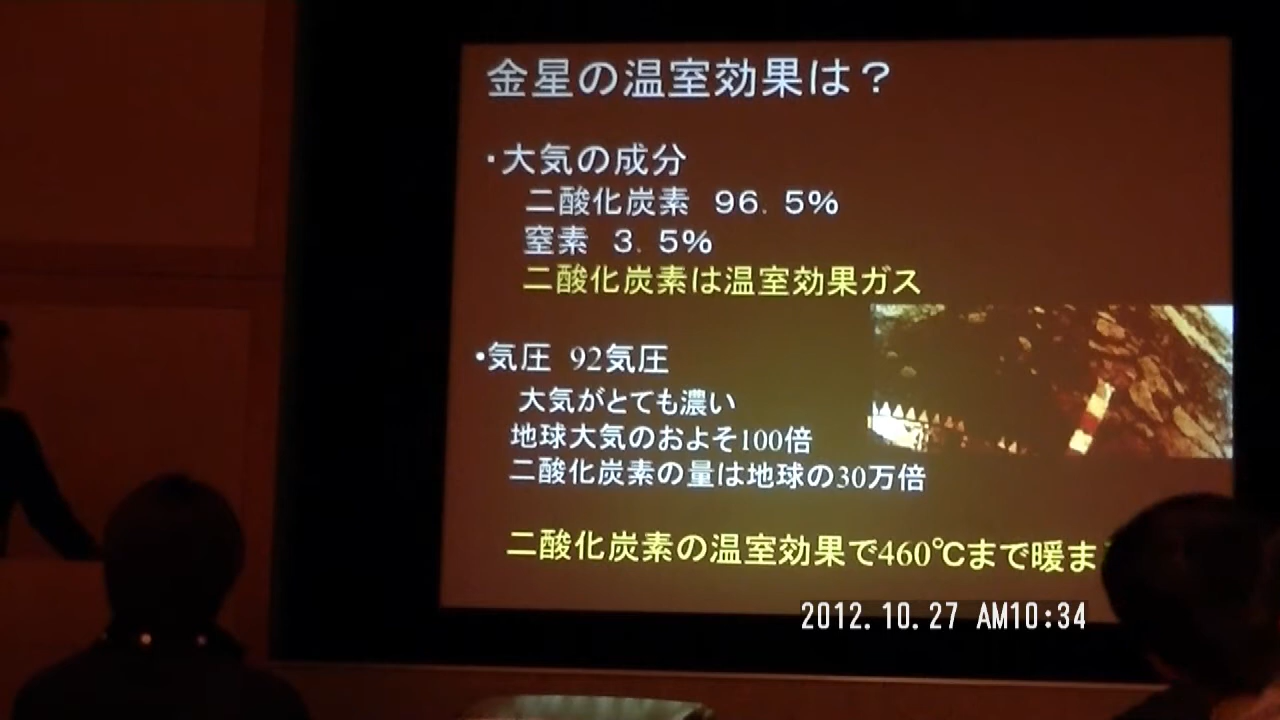 金星の温室効果は？
・大気の成分
二酸化炭素 96．5%
窒素 3．5%
二酸化炭素は温室効果ガス
•気圧 92気圧
大気がとても濃い
地球大気のおよそ100倍
二酸化炭素の量は地球の30万倍
二酸化炭素の温室効果で460℃まで暖ま
2012.10.27 AM10:34